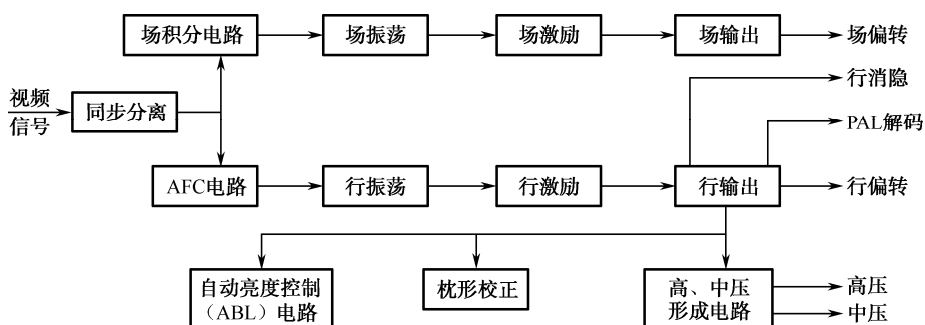 场积分电路
场振荡
场激励
场输出
场偏转
行消隐
视频
信号
同步分离
PAL解码
AFC电路
行振荡
行激励
行输出
行偏转
自动亮度控制
(ABL)电路
枕形校正
高、中压
形成电路
高压
中压